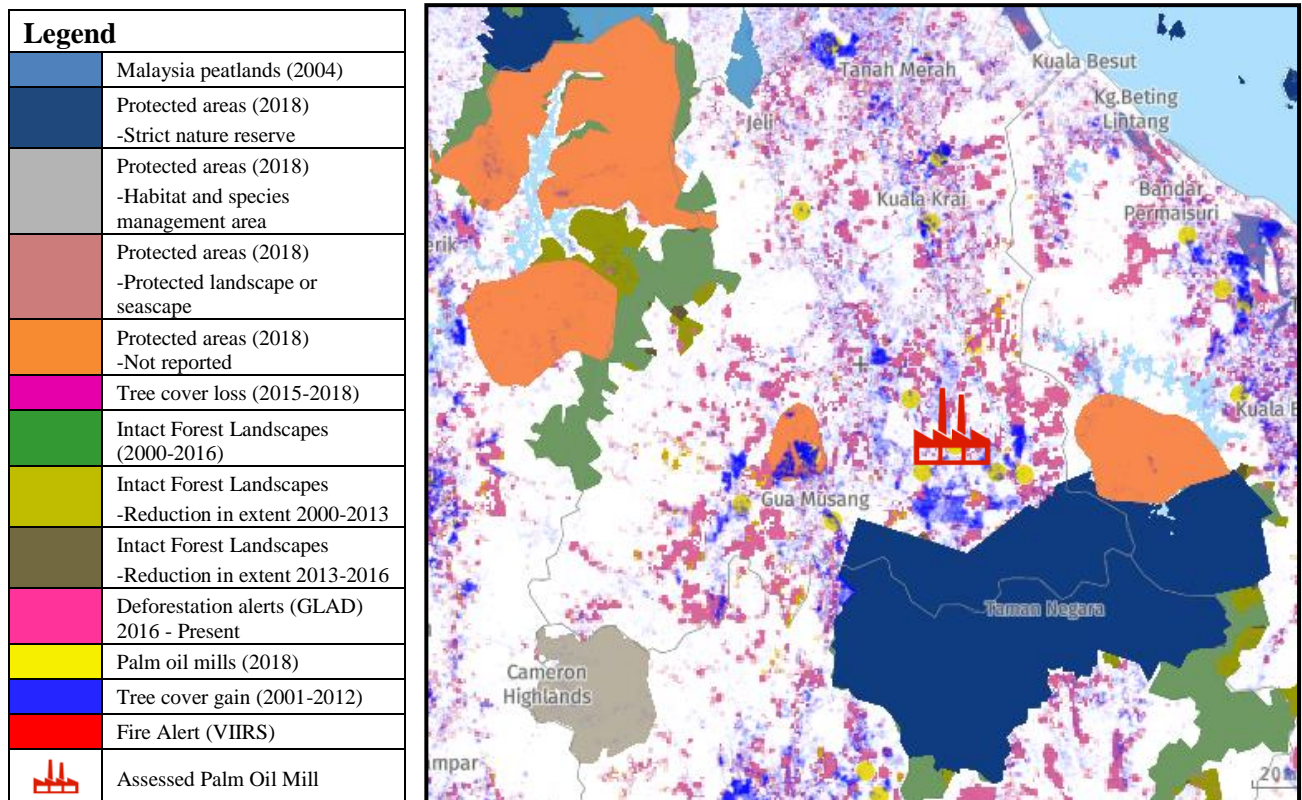 Legend
Malaysia peatlands (2004)
Protected areas (2018)
-Strict nature reserve
Protected areas (2018)
-Habitat and species
management area
Protected areas (2018)
-Protected landscape or
seascape
Protected areas (2018)
-Not reported
Tree cover loss (2015-2018)
Intact Forest Landscapes
(2000-2016)
Intact Forest Landscapes
-Reduction in extent 2000-2013
Intact Forest Landscapes
-Reduction in extent 2013-2016
Deforestation alerts (GLAD)
2016 - Present
Palm oil mills (2018)
Tree cover gain (2001-2012)
Fire Alert (VIIRS)
Assessed Palm Oil Mill
Tanah Merah
Kuala Besut
Kg.Beting
Lintang
Jeli
Kuala Krai
Bandar
Permaisuri
erik
Kuala
Gua Musang
Taman Negara
Cameron
Highlands
mpar